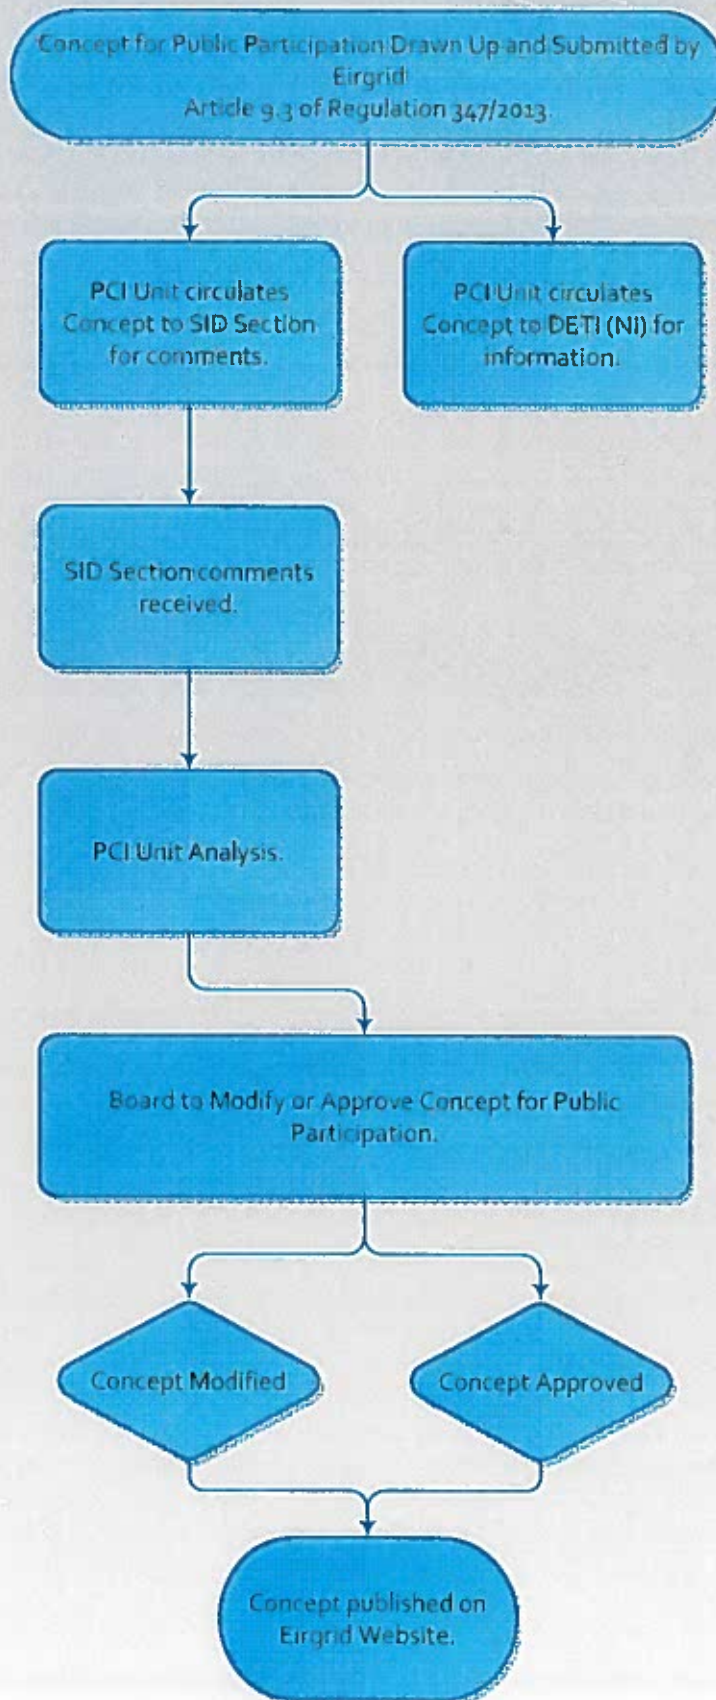 Concept for Public Participation Drawn Up and Submitted by
Eirgrid
Article 9.3 of Regulation 347/2013.
PCI Unit circulates
Concept to SID Section
for comments.
PCI Unit circulates
Concept to DETI (NI) for
information.
SID Section comments
received.
PCI Unit Analysis.
Board to Modify or Approve Concept for Public
Participation.
Concept Modified
Concept Approved
Concept published on
Eirgrid Website.